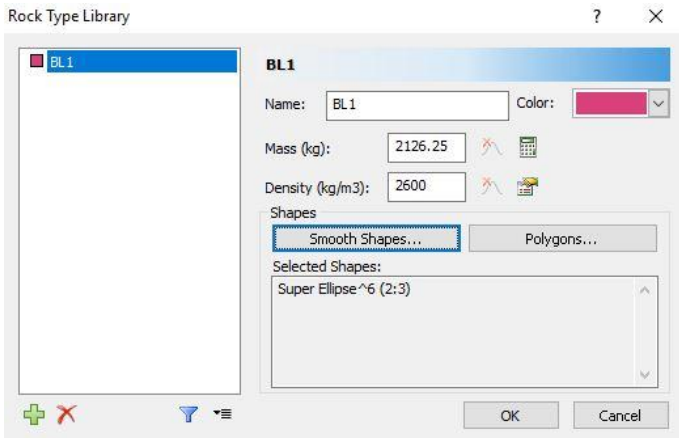 Rock Type Library
?
BL1
BL1
Name: BL1 Color:
Mass (kg): 2126.25
Density (kg/m3): 2600
Shapes
Smooth Shapes... Polygons...
Selected Shapes:
Super Ellipse^6 (2:3)
OK Cancel